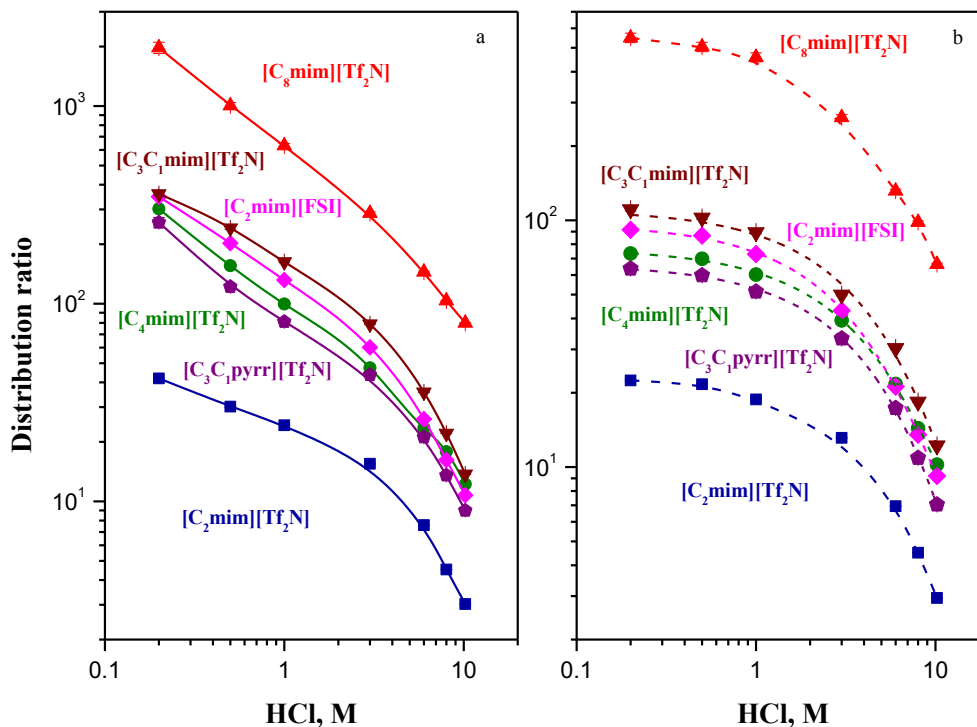 a
b
[C₈mim][Tf₂N]
[C₈mim][Tf₂N]
10³
[C₃C₁mim][Tf₂N]
[C₃C₁mim][Tf₂N]
[C₂mim][FSI]
10²
[C₂mim][FSI]
10²
[C₄mim][Tf₂N]
[C₄mim][Tf₂N]
[C₃C₁pyrr][Tf₂N]
[C₃C₁pyrr][Tf₂N]
Distribution ratio
10¹
10¹
[C₂mim][Tf₂N]
[C₂mim][Tf₂N]
0.1
1
10
0.1
1
10
HCl, M
HCl, M